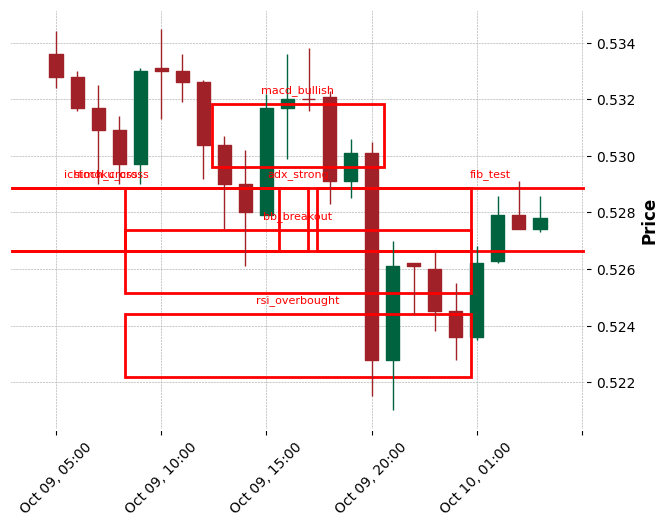 0.534
macd_bullish
0.532
0.530
adx_strong
fib_test
0.528
bb_breakout
0.526
rsi_overbought
0.524
0.522
Price
Oct 09, 05:00
Oct 09, 10:00
Oct 09, 15:00
Oct 09, 20:00
Oct 10, 01:00